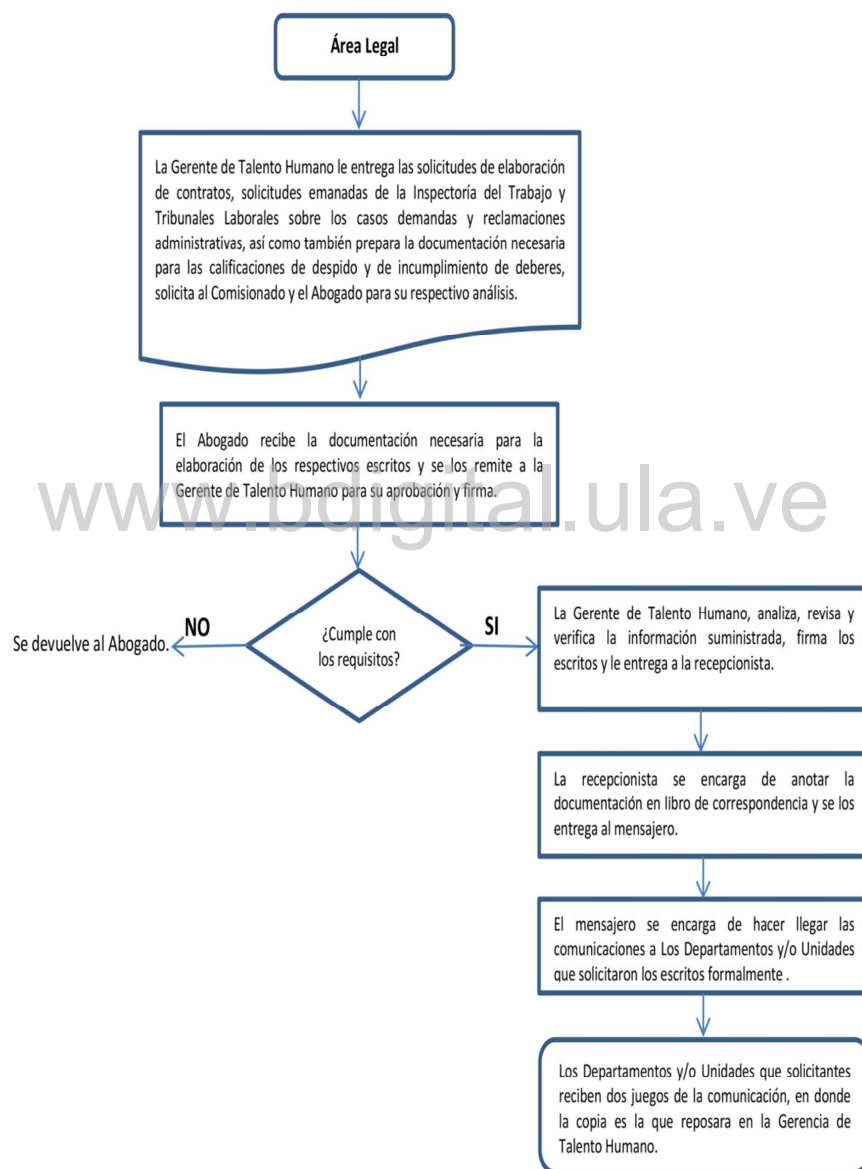 Área Legal
La Gerente de Talento Humano le entrega las solicitudes de elaboración
de contratos, solicitudes emanadas de la Inspectoría del Trabajo y
Tribunales Laborales sobre los casos demandas y reclamaciones
administrativas, así como también prepara la documentación necesaria
para las calificaciones de despido y de incumplimiento de deberes,
solicita al Comisionado y el Abogado para su respectivo análisis.
El Abogado recibe la documentación necesaria para la
elaboración de los respectivos escritos y se los remite a la
Gerente de Talento Humano para su aprobación y firma.
www.bdigital.ula.ve
¿Cumple con
los requisitos?
NO
Se devuelve al Abogado.
SI
La Gerente de Talento Humano, analiza, revisa y
verifica la información suministrada, firma los
escritos y le entrega a la recepcionista.
La recepcionista se encarga de anotar la
documentación en libro de correspondencia y se los
entrega al mensajero.
El mensajero se encarga de hacer llegar las
comunicaciones a Los Departamentos y/o Unidades
que solicitaron los escritos formalmente .
Los Departamentos y/o Unidades que solicitantes
reciben dos juegos de la comunicación, en donde
la copia es la que reposara en la Gerencia de
Talento Humano.